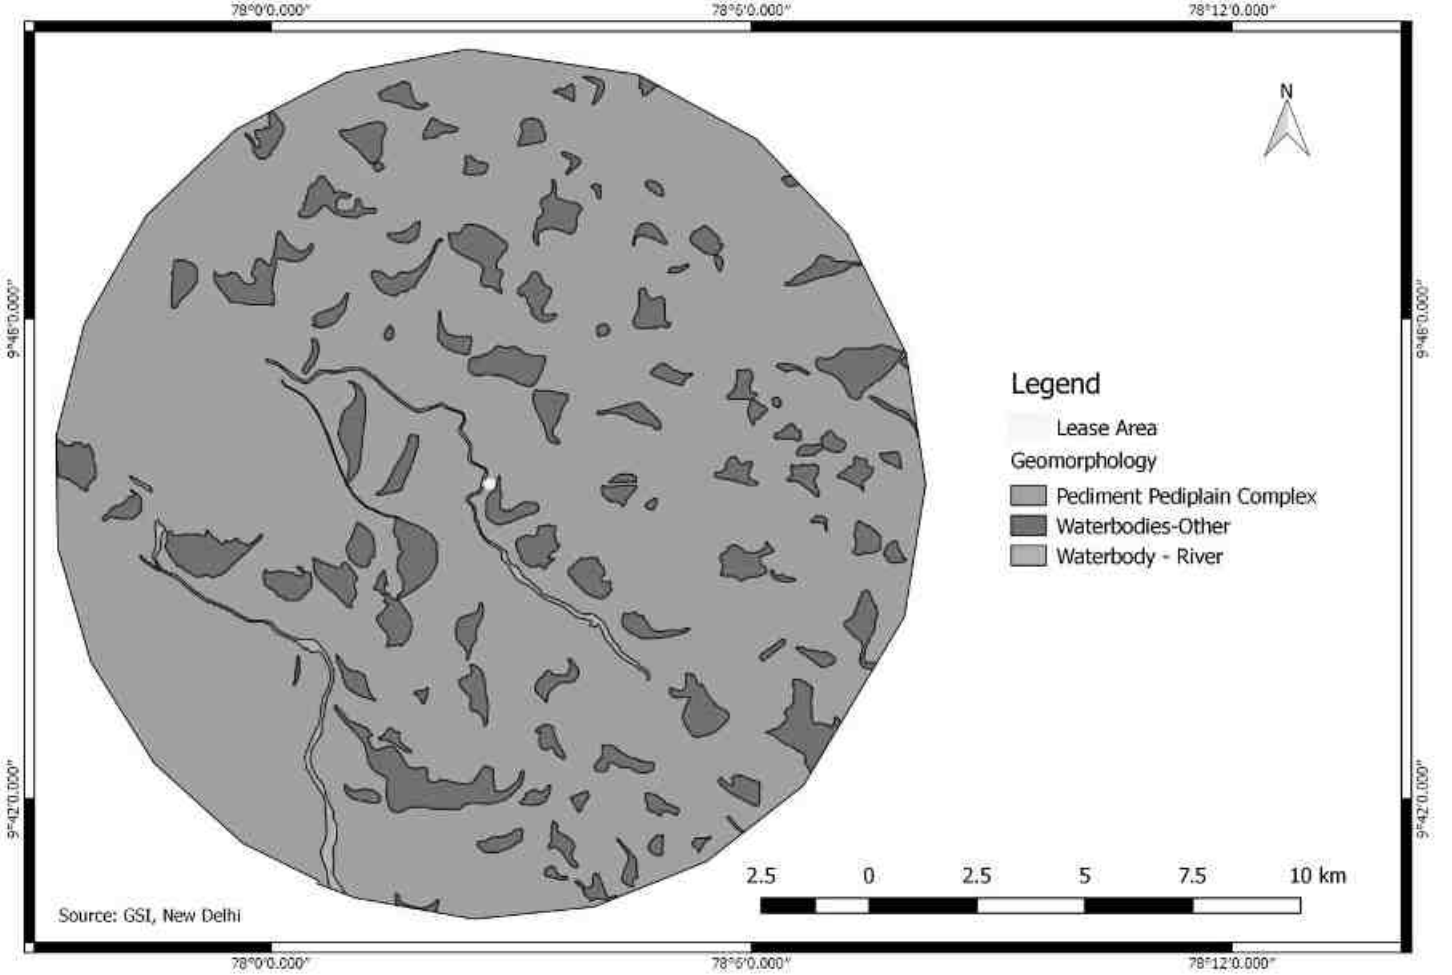 78°0'0.000" 78°6'0.000" 78°12'0.000"
N
9°48'0.000" 9°48'0.000"
Legend
Lease Area
Geomorphology
Pediment Pediplain Complex
Waterbodies-Other
Waterbody - River
9°42'0.000" 9°42'0.000"
2.5 0 2.5 5 7.5 10 km
Source: GSI, New Delhi
78°0'0.000" 78°6'0.000" 78°12'0.000"